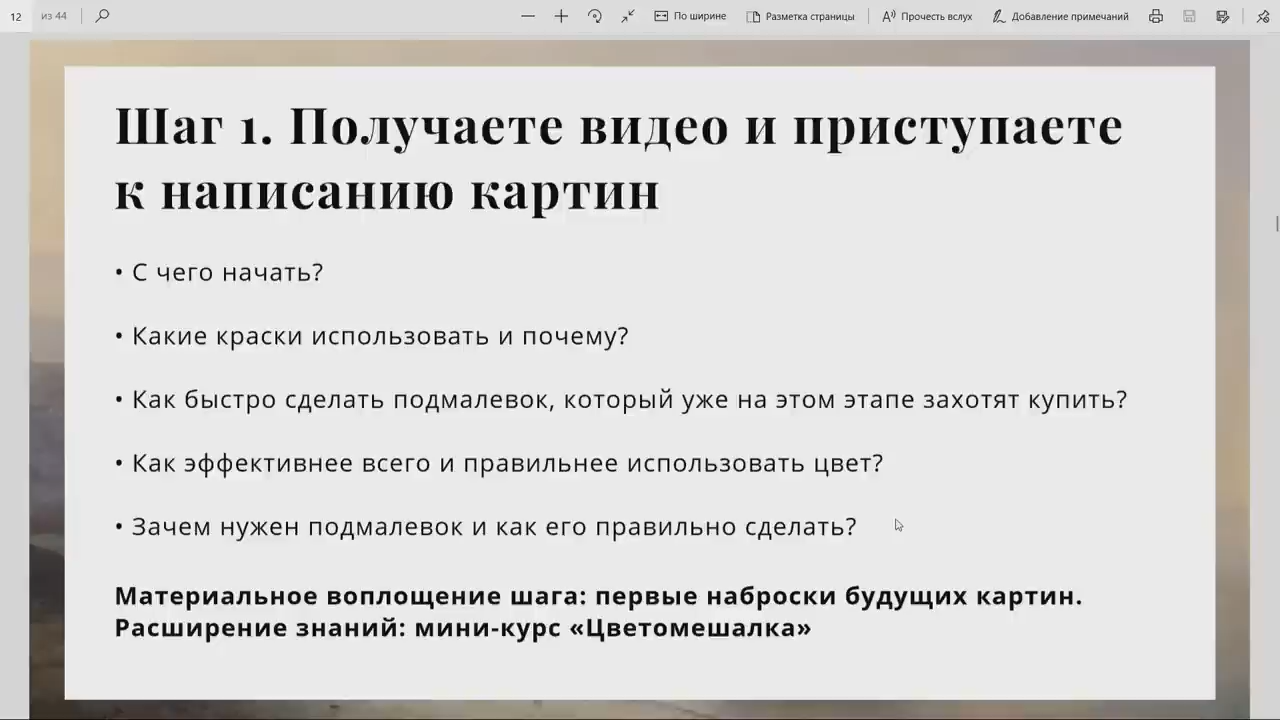 12 из 44 По ширине Разметка страницы Прочесть вслух Добавление примечаний
Шаг 1. Получаете видео и приступаете
к написанию картин
• С чего начать?
• Какие краски использовать и почему?
• Как быстро сделать подмалевок, который уже на этом этапе захотят купить?
• Как эффективнее всего и правильнее использовать цвет?
• Зачем нужен подмалевок и как его правильно сделать?
Материальное воплощение шага: первые наброски будущих картин.
Расширение знаний: мини-курс «Цветомешалка»